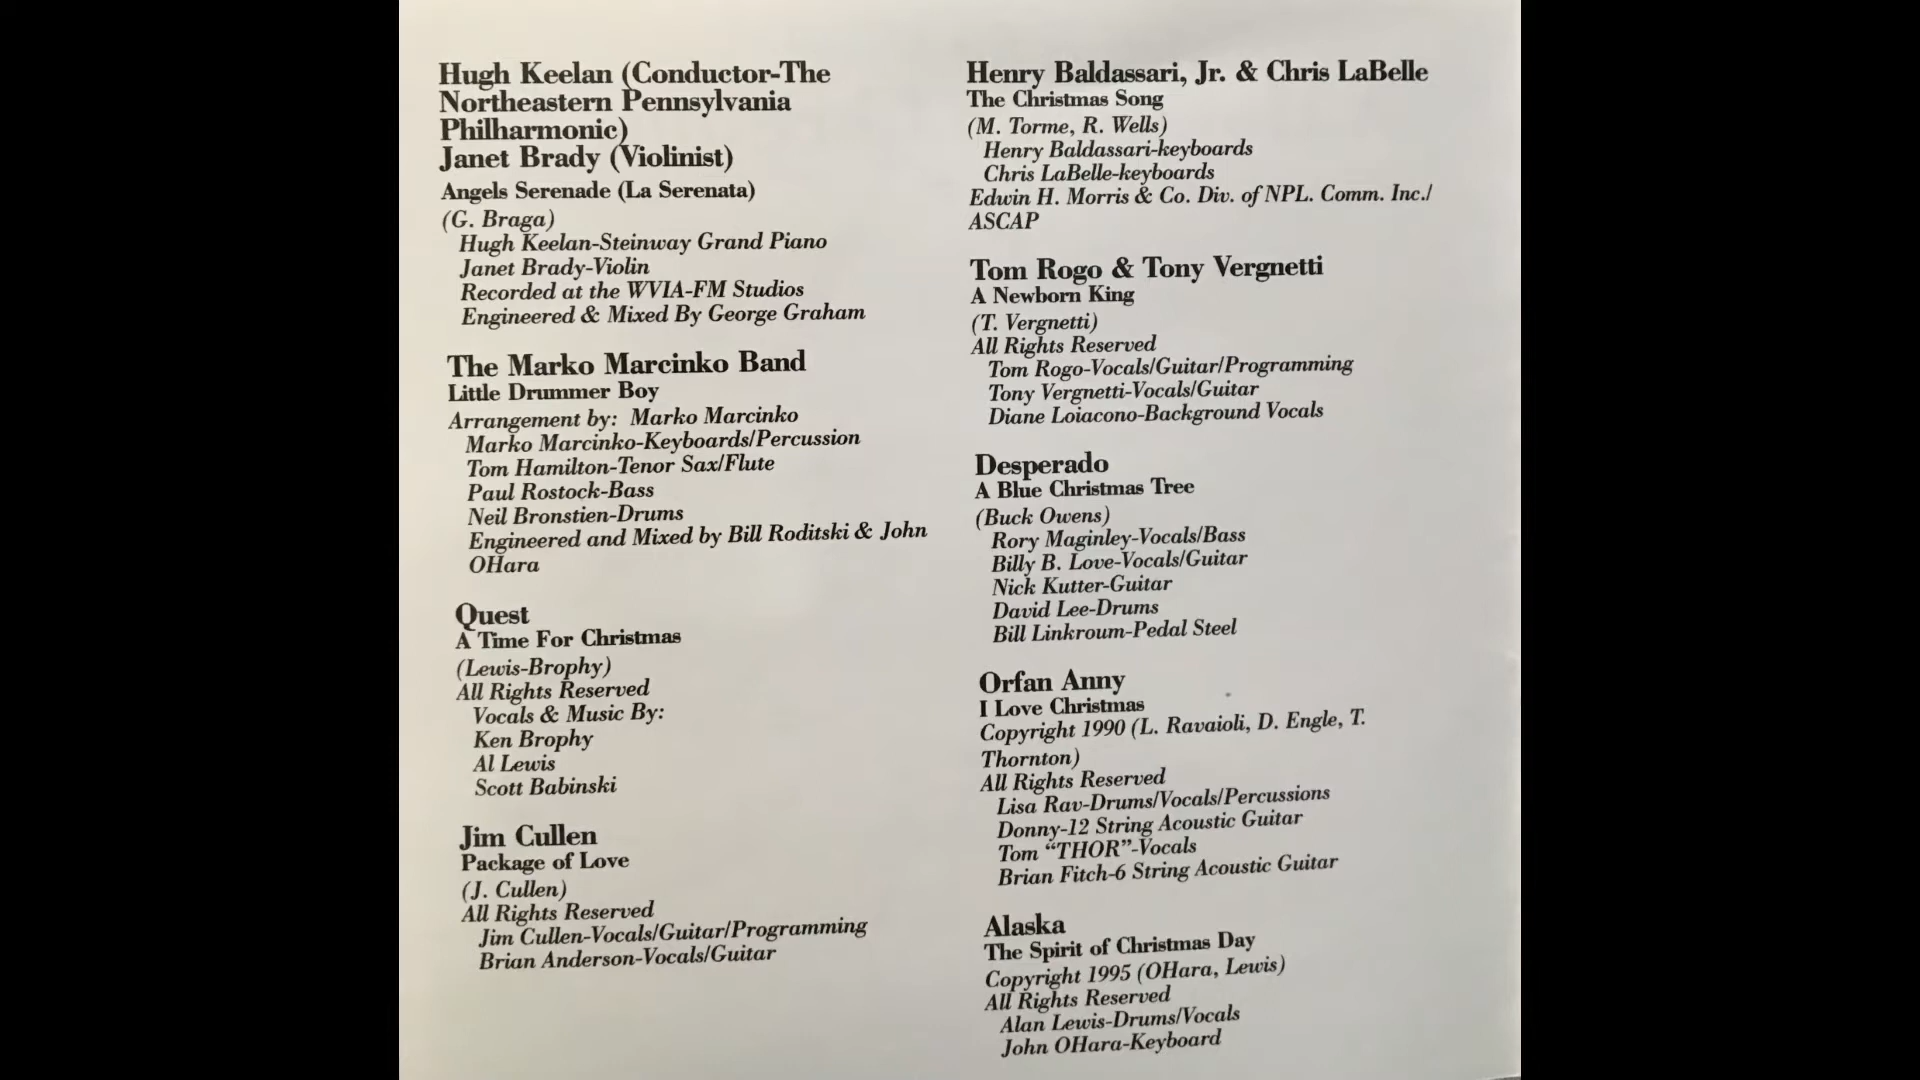 Hugh Keelan (Conductor-The
Northeastern Pennsylvania
Philharmonic)
Janet Brady (Violinist)
Angels Serenade (La Serenata)
(G. Braga)
Hugh Keelan-Steinway Grand Piano
Janet Brady-Violin
Recorded at the WVIA-FM Studios
Engineered & Mixed By George Graham
The Marko Marcinko Band
Little Drummer Boy
Arrangement by: Marko Marcinko
Marko Marcinko-Keyboards/Percussion
Tom Hamilton-Tenor Sax/Flute
Paul Rostock-Bass
Neil Bronstien-Drums
Engineered and Mixed by Bill Roditski & John
OHara
Quest
A Time For Christmas
(Lewis-Brophy)
All Rights Reserved
Vocals & Music By:
Ken Brophy
Al Lewis
Scott Babinski
Jim Cullen
Package of Love
(J. Cullen)
All Rights Reserved
Jim Cullen-Vocals/Guitar/Programming
Brian Anderson-Vocals/Guitar
Henry Baldassari, Jr. & Chris LaBelle
The Christmas Song
(M. Torme, R. Wells)
Henry Baldassari-keyboards
Chris LaBelle-keyboards
Edwin H. Morris & Co. Div. of NPL. Comm. Inc./
ASCAP
Tom Rogo & Tony Vergnetti
A Newborn King
(T. Vergnetti)
All Rights Reserved
Tom Rogo-Vocals/Guitar/Programming
Tony Vergnetti-Vocals/Guitar
Diane Loiacono-Background Vocals
Desperado
A Blue Christmas Tree
(Buck Owens)
Rory Maginley-Vocals/Bass
Billy B. Love-Vocals/Guitar
Nick Kutter-Guitar
David Lee-Drums
Bill Linkroum-Pedal Steel
Orfan Anny
I Love Christmas
Copyright 1990 (L. Ravaioli, D. Engle, T.
Thornton)
All Rights Reserved
Lisa Rav-Drums/Vocals/Percussions
Donny-12 String Acoustic Guitar
Tom “THOR”-Vocals
Brian Fitch-6 String Acoustic Guitar
Alaska
The Spirit of Christmas Day
Copyright 1995 (OHara, Lewis)
All Rights Reserved
Alan Lewis-Drums/Vocals
John OHara-Keyboard